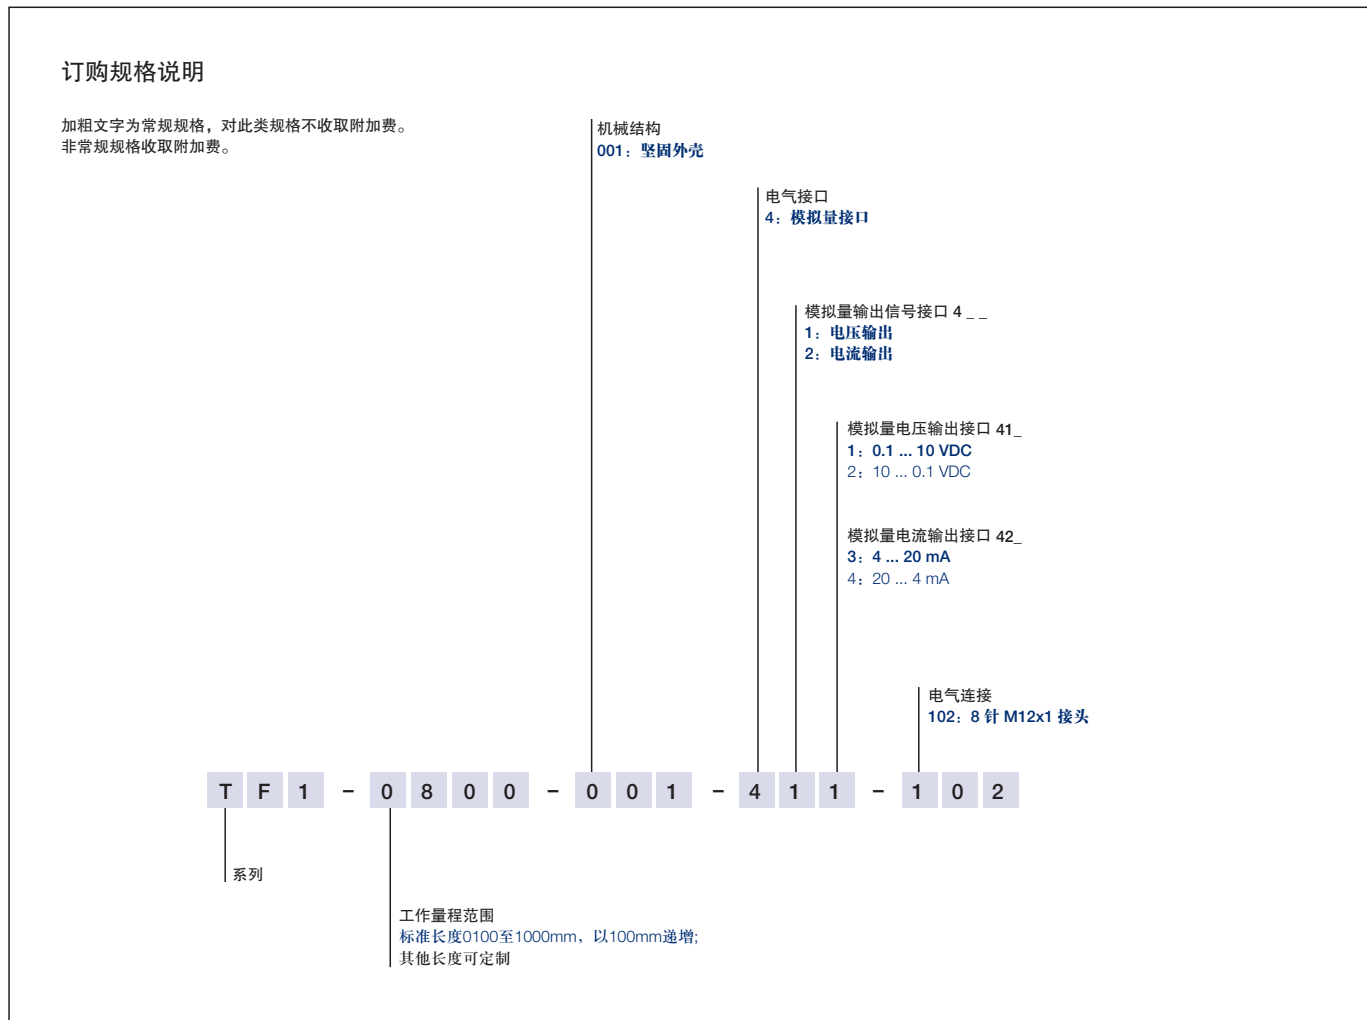 订购规格说明
加粗文字为常规规格，对此类规格不收取附加费。
非常规规格收取附加费。
机械结构
001：坚固外壳
电气接口
4：模拟量接口
模拟量输出信号接口 4 _ _
1：电压输出
2：电流输出
模拟量电压输出接口 41_
1：0.1 ... 10 VDC
2：10 ... 0.1 VDC
模拟量电流输出接口 42_
3：4 ... 20 mA
4：20 ... 4 mA
电气连接
102：8 针 M12x1 接头
T F 1 – 0 8 0 0 – 0 0 1 – 4 1 1 – 1 0 2
系列
工作量程范围
标准长度0100至1000mm，以100mm递增;
其他长度可定制